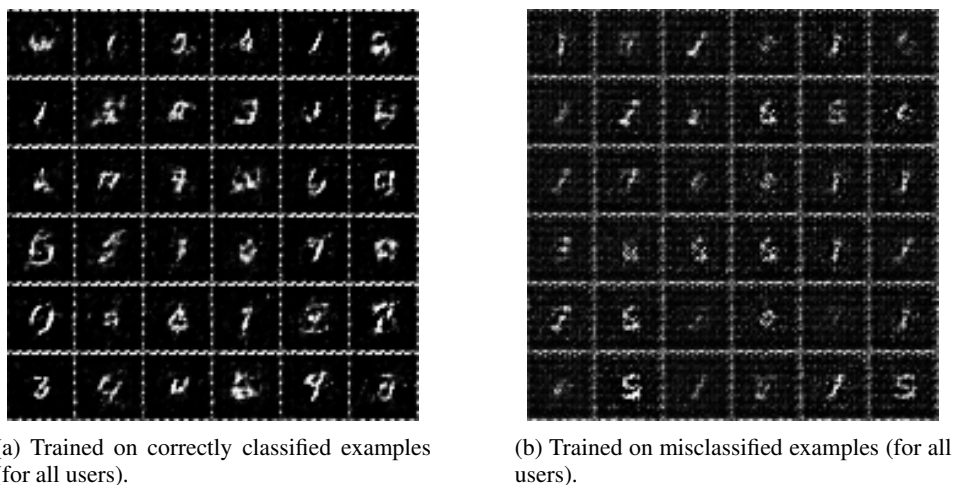 a) Trained on correctly classified examples
for all users).
(b) Trained on misclassified examples (for all
users).